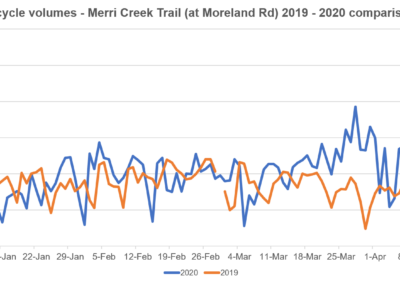 cycle volumes - Merri Creek Trail (at Moreland Rd) 2019 - 2020 comparis
-Jan 22-Jan 29-Jan 5-Feb 12-Feb 19-Feb 26-Feb 4-Mar 11-Mar 18-Mar 25-Mar 1-Apr 8
2020 2019